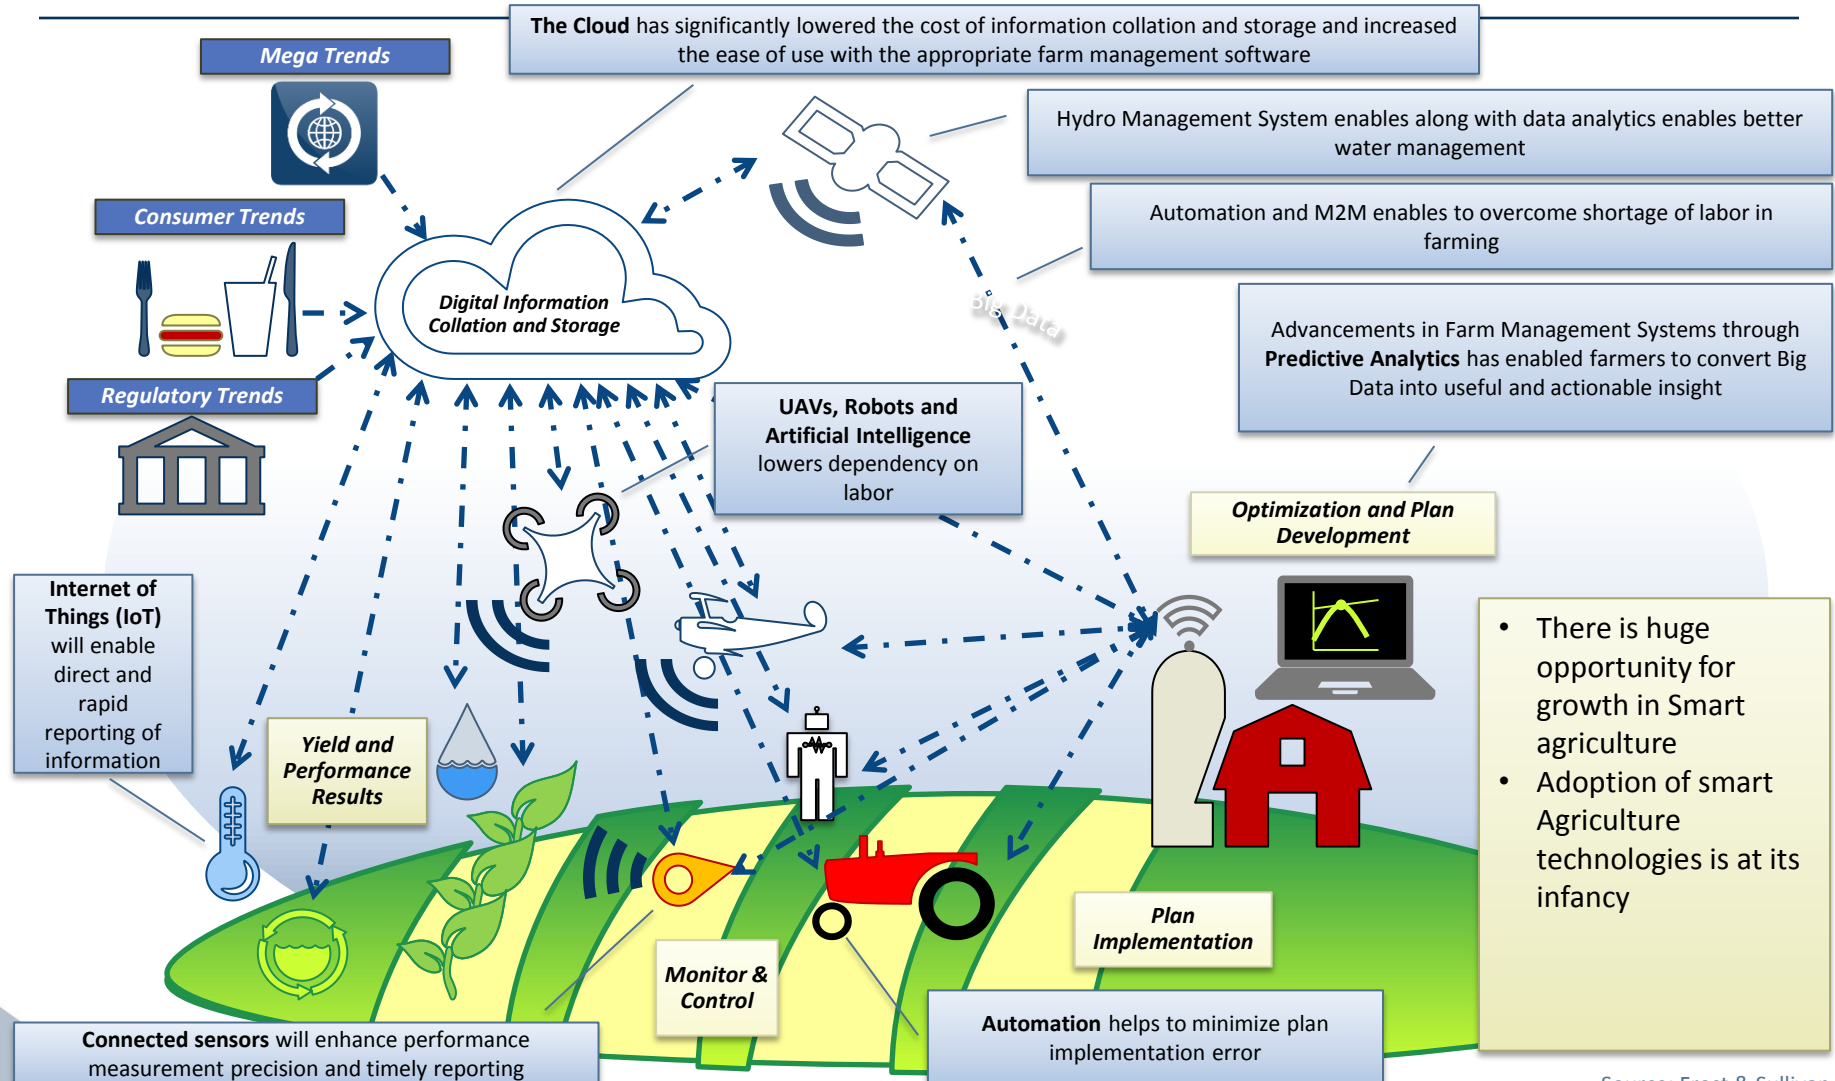 The Cloud has significantly lowered the cost of information collation and storage and increased
the ease of use with the appropriate farm management software
Mega Trends
Hydro Management System enables along with data analytics enables better
water management
Consumer Trends
Automation and M2M enables to overcome shortage of labor in
farming
Digital Information
Collation and Storage
Big Data
Advancements in Farm Management Systems through
Predictive Analytics has enabled farmers to convert Big
Data into useful and actionable insight
Regulatory Trends
UAVs, Robots and
Artificial Intelligence
lowers dependency on
labor
Optimization and Plan
Development
Internet of
Things (IoT)
will enable
direct and
rapid
reporting of
information
Yield and
Performance
Results
• There is huge
opportunity for
growth in Smart
agriculture
• Adoption of smart
Agriculture
technologies is at its
infancy
Plan
Implementation
Monitor &
Control
Connected sensors will enhance performance
measurement precision and timely reporting
Automation helps to minimize plan
implementation error
Source: Frost & Sullivan